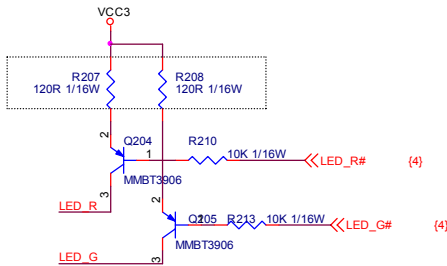 VCC3
R207
120R 1/16W
R208
120R 1/16W
2
Q204
1
R210
10K 1/16W
LED_R#
{4}
MMBT3906
3
LED_R
2
Q205
1
R213
10K 1/16W
LED_G#
{4}
MMBT3906
3
LED_G